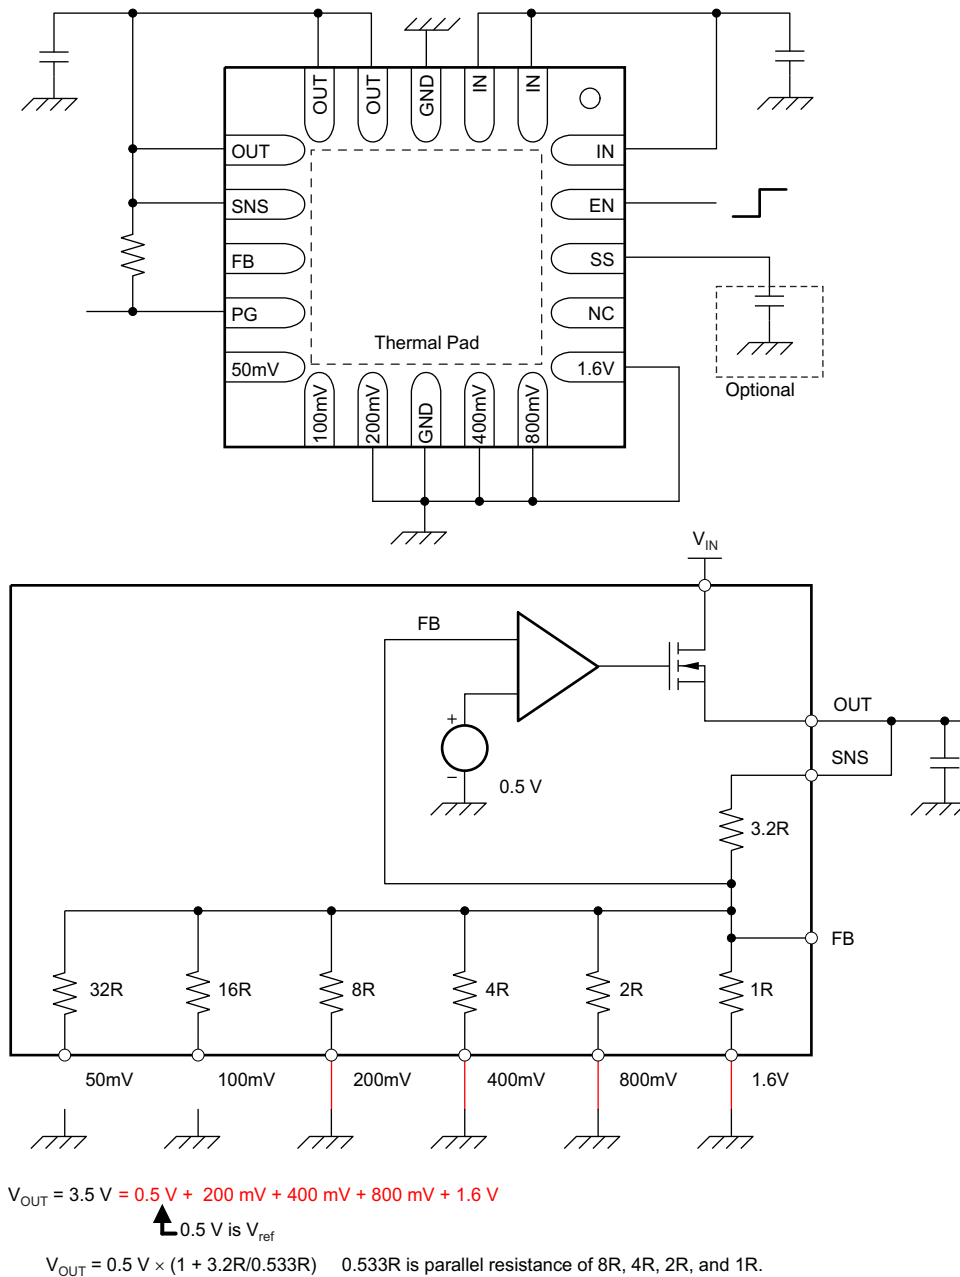 OUT OUT GND IN IN
OUT IN
SNS EN
FB SS
PG NC
Thermal Pad
50mV 1.6V
Optional
100mV 200mV GND 400mV 800mV
V_IN
FB
OUT
SNS
+
−
0.5 V
3.2R
FB
32R 16R 8R 4R 2R 1R
50mV 100mV 200mV 400mV 800mV 1.6V
V_OUT = 3.5 V = 0.5 V + 200 mV + 400 mV + 800 mV + 1.6 V
0.5 V is V_ref
V_OUT = 0.5 V × (1 + 3.2R/0.533R) 0.533R is parallel resistance of 8R, 4R, 2R, and 1R.